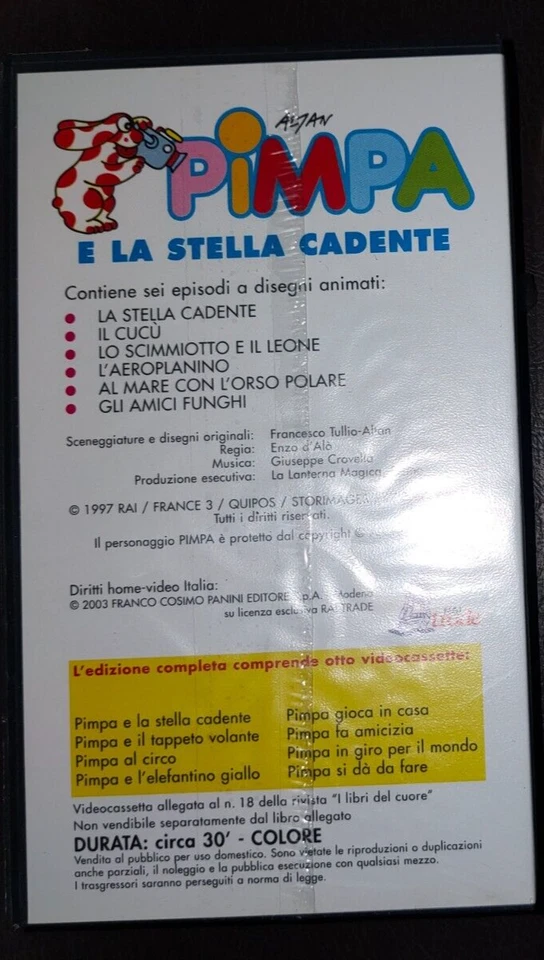 ALTAN
PIMPA
E LA STELLA CADENTE
Contiene sei episodi a disegni animati:
LA STELLA CADENTE
IL CUCÙ
LO SCIMMIOTTO E IL LEONE
L'AEROPLANINO
AL MARE CON L'ORSO POLARE
GLI AMICI FUNGHI
Sceneggiature e disegni originali: Francesco Tullio-Altan
Regia: Enzo d'Alò
Musica: Giuseppe Crovella
Produzione esecutiva: La Lanterna Magica
© 1997 RAI / FRANCE 3 / QUIPOS / STORIMAGES
Tutti i diritti riservati.
Il personaggio PIMPA è protetto dal copyright ©
Diritti home-video Italia:
© 2003 FRANCO COSIMO PANINI EDITORE S.p.A. Modena
su licenza esclusiva RAI TRADE
Rai Trade
L'edizione completa comprende otto videocassette:
Pimpa e la stella cadente
Pimpa e il tappeto volante
Pimpa al circo
Pimpa e l'elefantino giallo
Pimpa gioca in casa
Pimpa fa amicizia
Pimpa in giro per il mondo
Pimpa si dà da fare
Videocassetta allegata al n. 18 della rivista "I libri del cuore"
Non vendibile separatamente dal libro allegato
DURATA: circa 30' - COLORE
Vendita al pubblico per uso domestico. Sono vietate le riproduzioni o duplicazioni
anche parziali, il noleggio e la pubblica esecuzione con qualsiasi mezzo.
I trasgressori saranno perseguiti a norma di legge.